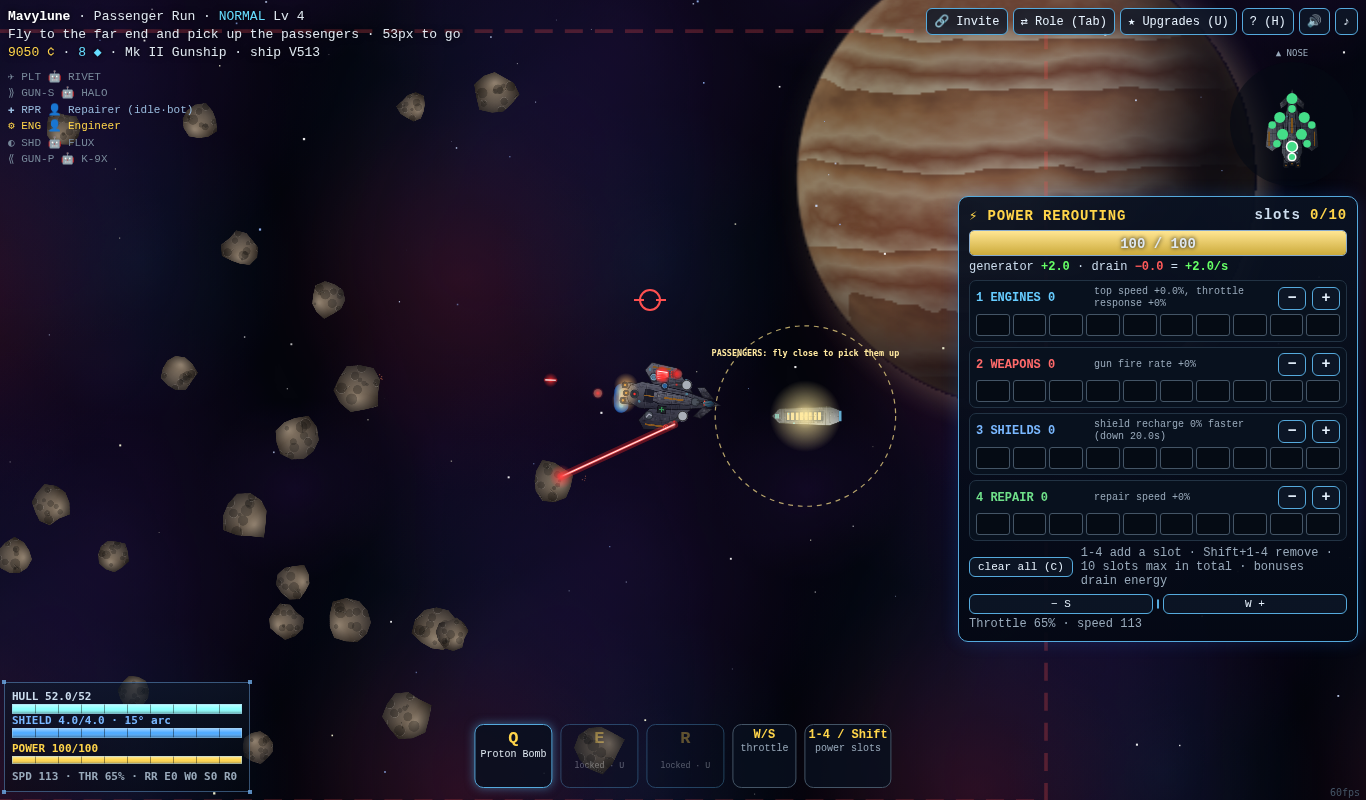 Mavylune · Passenger Run · NORMAL Lv 4
Fly to the far end and pick up the passengers · 53px to go
9050 ¢ · 8 ◆ · Mk II Gunship · ship V513
✈ PLT 🤖 RIVET
⟫ GUN-S 🤖 HALO
✚ RPR 👤 Repairer (idle·bot)
⚙ ENG 👤 Engineer
◐ SHD 🤖 FLUX
⟪ GUN-P 🤖 K-9X
🔗 Invite
⇄ Role (Tab)
★ Upgrades (U)
? (H)
🔊
♪
▲ NOSE
PASSENGERS: fly close to pick them up
⚡ POWER REROUTING
slots 0/10
100 / 100
generator +2.0 · drain −0.0 = +2.0/s
1 ENGINES 0
top speed +0.0%, throttle
response +0%
− +
2 WEAPONS 0
gun fire rate +0%
− +
3 SHIELDS 0
shield recharge 0% faster
(down 20.0s)
− +
4 REPAIR 0
repair speed +0%
− +
clear all (C)
1-4 add a slot · Shift+1-4 remove ·
10 slots max in total · bonuses
drain energy
− S
W +
Throttle 65% · speed 113
HULL 52.0/52
SHIELD 4.0/4.0 · 15° arc
POWER 100/100
SPD 113 · THR 65% · RR E0 W0 S0 R0
Q
Proton Bomb
E
locked · U
R
locked · U
W/S
throttle
1-4 / Shift
power slots
60fps